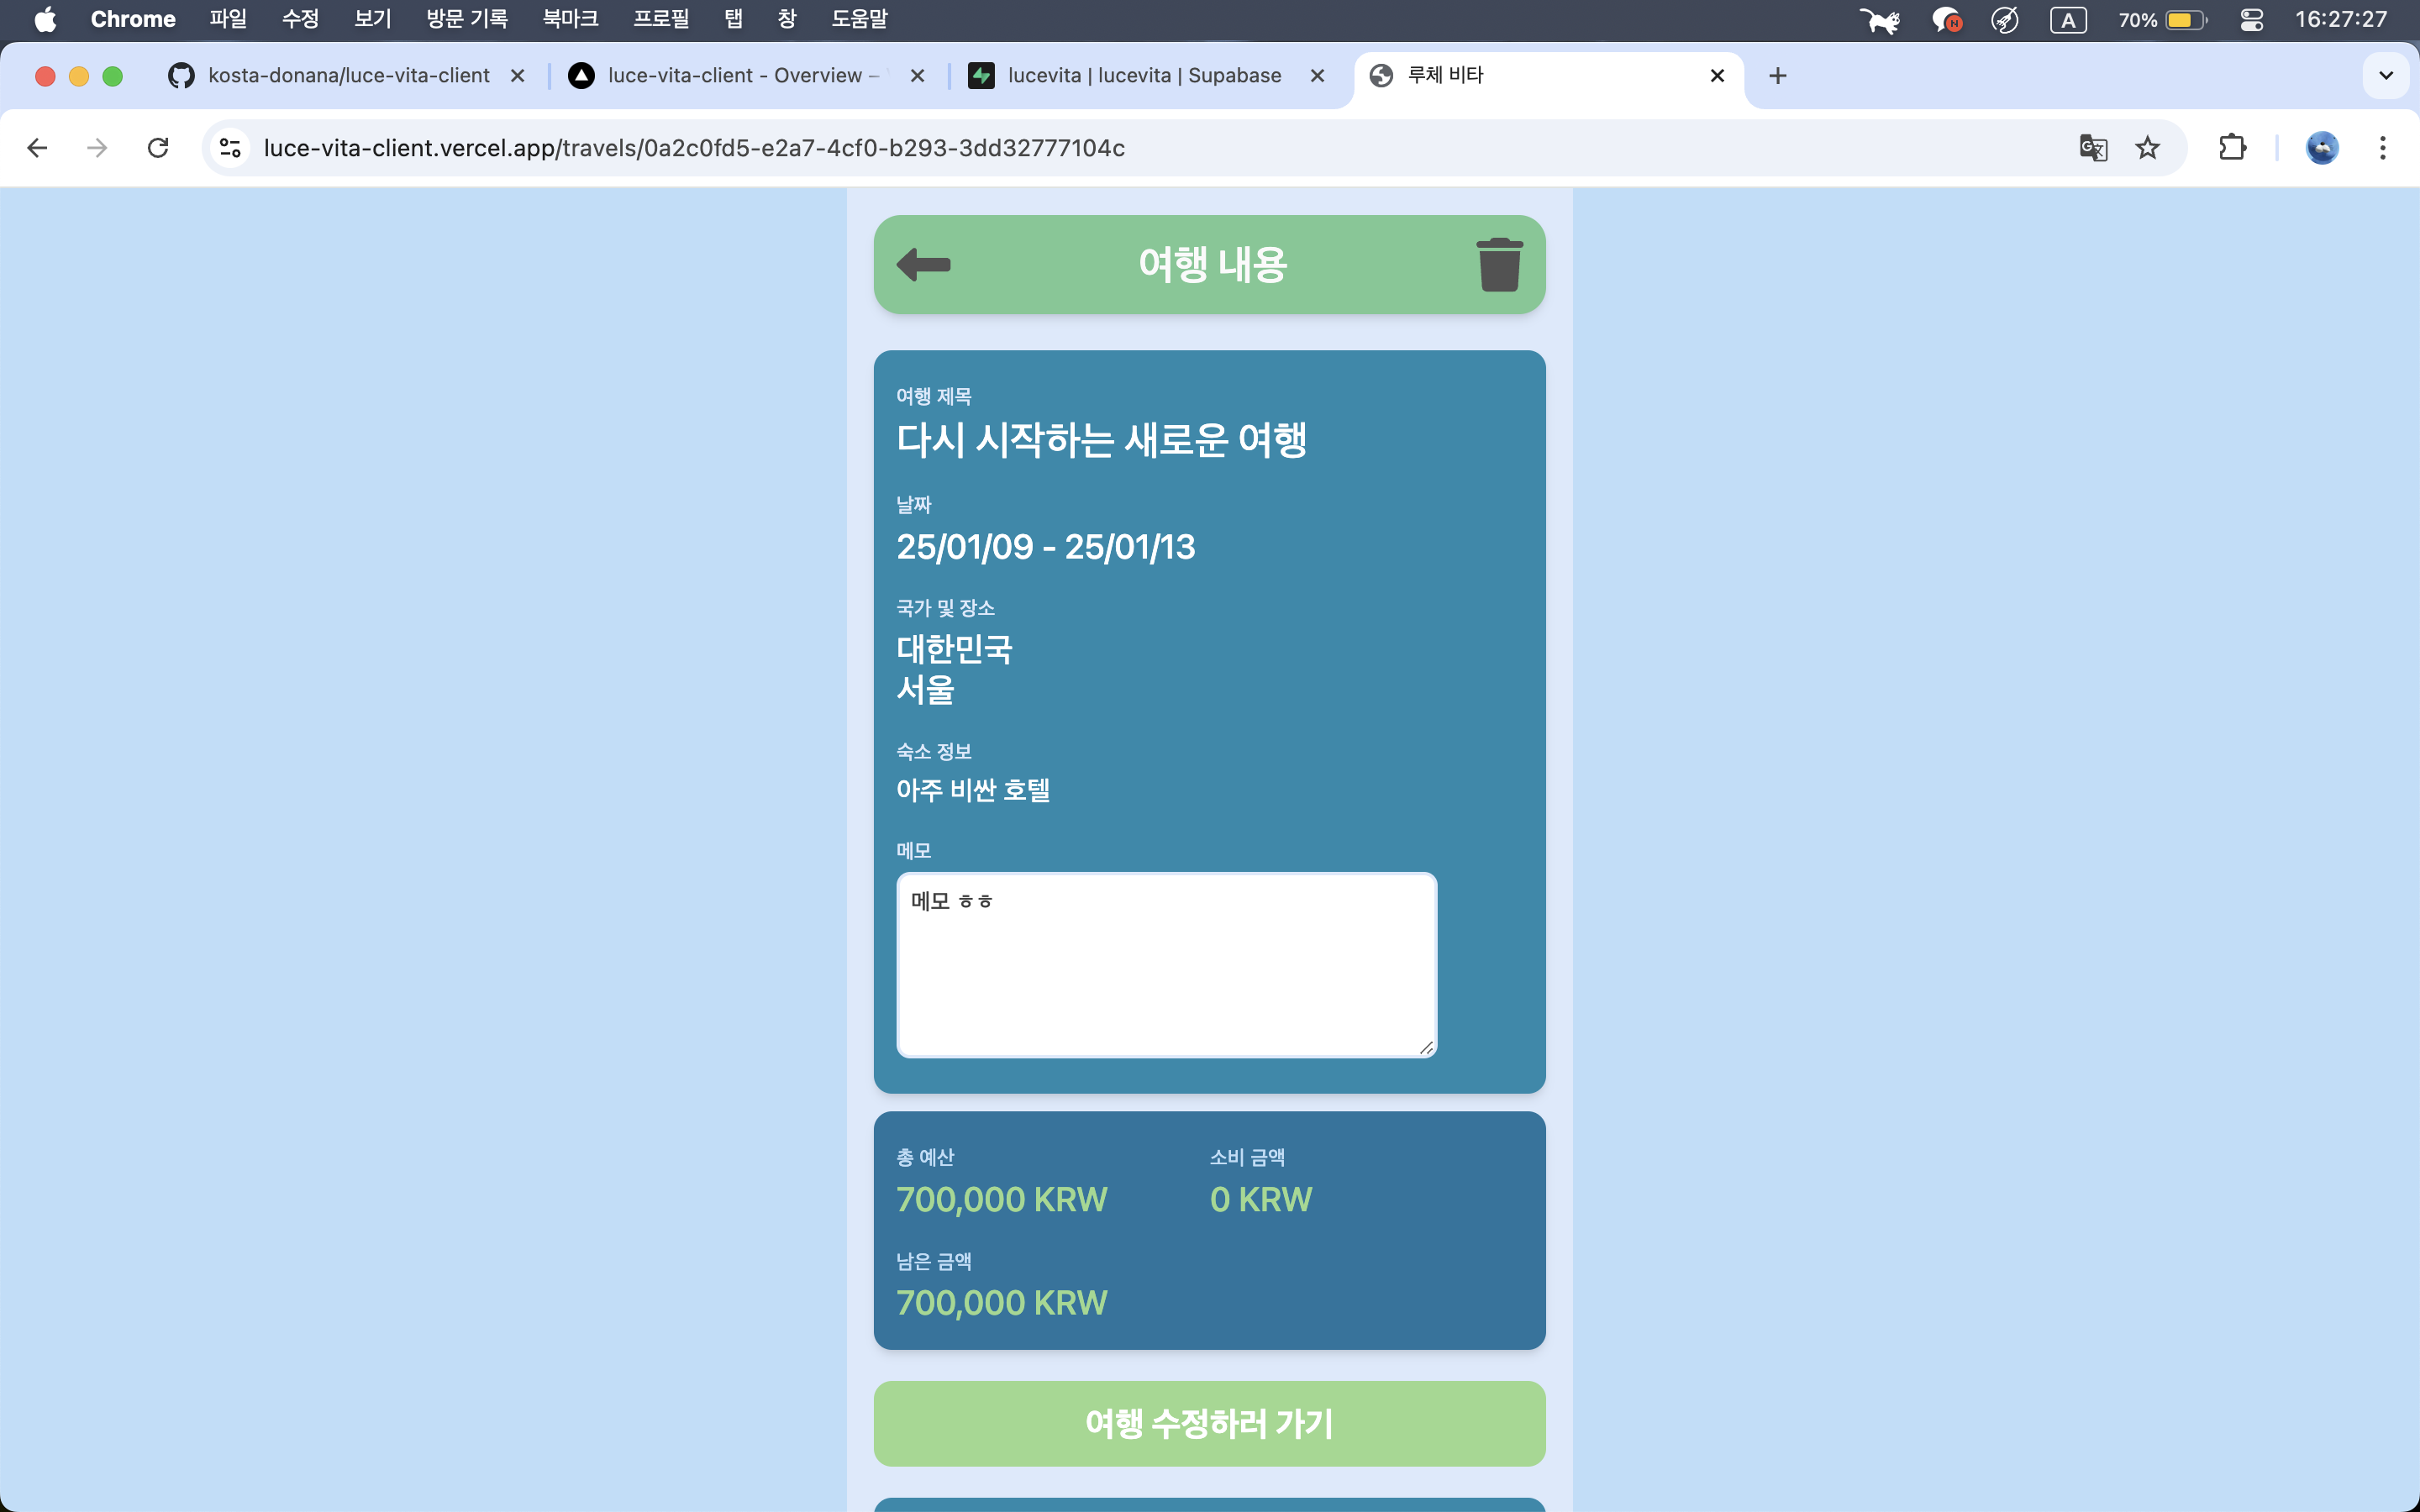 Chrome 파일 수정 보기 방문 기록 북마크 프로필 탭 창 도움말 N A 70% 16:27:27
kosta-donana/luce-vita-client luce-vita-client - Overview – lucevita | lucevita | Supabase 루체 비타
luce-vita-client.vercel.app/travels/0a2c0fd5-e2a7-4cf0-b293-3dd32777104c
여행 내용
여행 제목
다시 시작하는 새로운 여행
날짜
25/01/09 - 25/01/13
국가 및 장소
대한민국
서울
숙소 정보
아주 비싼 호텔
메모
메모 ㅎㅎ
총 예산 소비 금액
700,000 KRW 0 KRW
남은 금액
700,000 KRW
여행 수정하러 가기